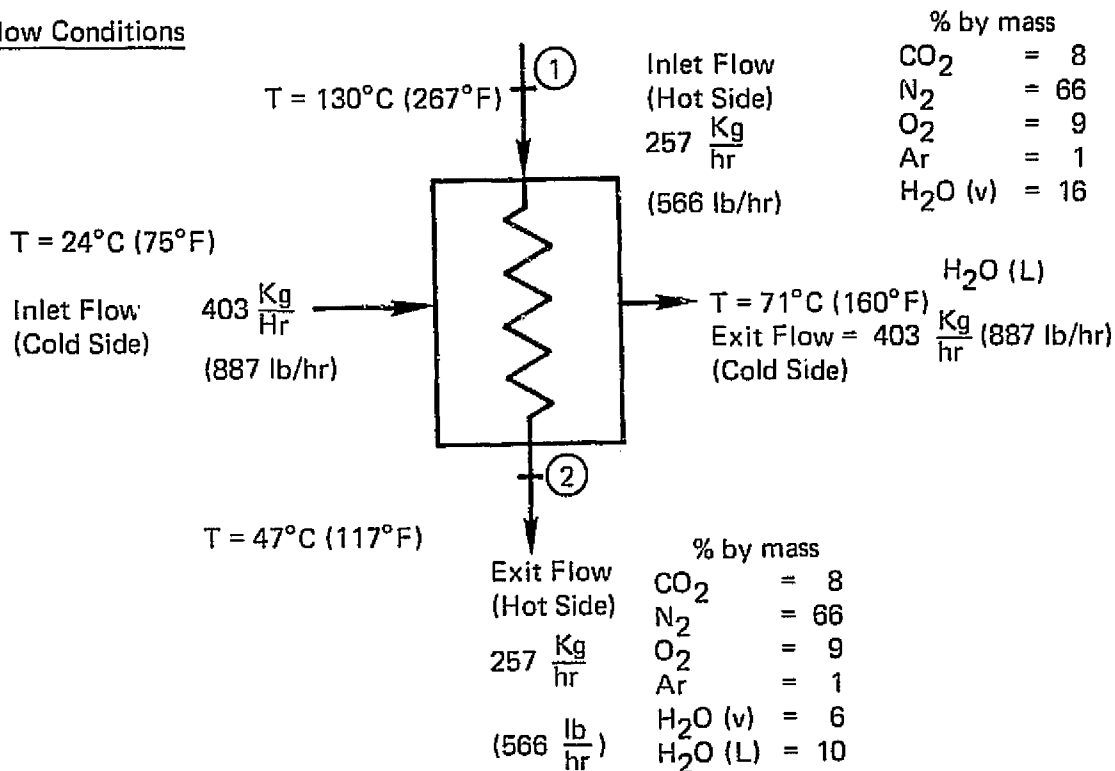 low Conditions
1
T = 130°C (267°F)
Inlet Flow
(Hot Side)
257 Kg/hr
(566 lb/hr)
% by mass
CO2 = 8
N2 = 66
O2 = 9
Ar = 1
H2O (v) = 16
T = 24°C (75°F)
Inlet Flow
(Cold Side)
403 Kg/Hr
(887 lb/hr)
H2O (L)
T = 71°C (160°F)
Exit Flow = 403 Kg/hr (887 lb/hr)
(Cold Side)
2
T = 47°C (117°F)
Exit Flow
(Hot Side)
257 Kg/hr
(566 lb/hr)
% by mass
CO2 = 8
N2 = 66
O2 = 9
Ar = 1
H2O (v) = 6
H2O (L) = 10